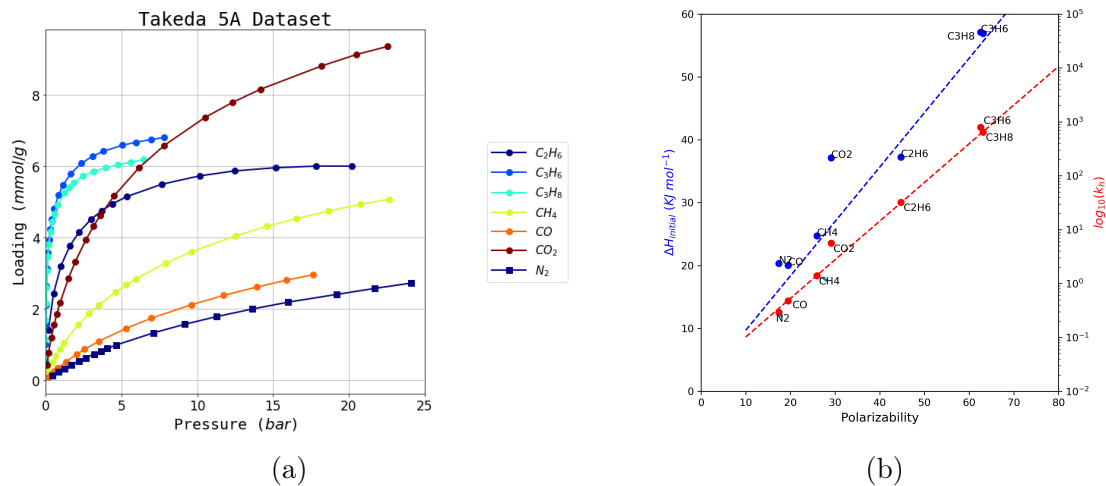 Takeda 5A Dataset
Loading (mmol/g)
8
6
4
2
0
0 5 10 15 20 25
Pressure (bar)
C₂H₆
C₃H₆
C₃H₈
CH₄
CO
CO₂
N₂
(a)
ΔH_Initial (KJ mol⁻¹)
60
50
40
30
20
10
0
0 10 20 30 40 50 60 70 80
Polarizability
10⁵
10⁴
10³
10²
10¹
10⁰
10⁻¹
10⁻²
log₁₀(kₕ)
C3H8 C3H6
CO2 C2H6
CH4
N2 CO
C3H6
C3H8
C2H6
CO2
CH4
CO
N2
(b)